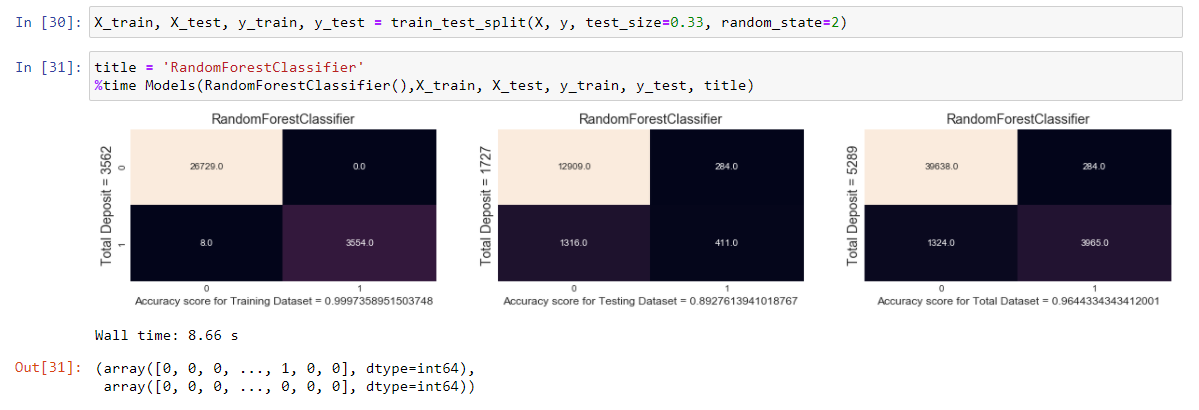 In [30]: X_train, X_test, y_train, y_test = train_test_split(X, y, test_size=0.33, random_state=2)
In [31]: title = 'RandomForestClassifier'
%time Models(RandomForestClassifier(),X_train, X_test, y_train, y_test, title)
RandomForestClassifier
Total Deposit = 3562
0
1
26729.0 0.0
8.0 3554.0
0 1
Accuracy score for Training Dataset = 0.9997358951503748
RandomForestClassifier
Total Deposit = 1727
12909.0 284.0
1316.0 411.0
0 1
Accuracy score for Testing Dataset = 0.8927613941018767
RandomForestClassifier
Total Deposit = 5289
39638.0 284.0
1324.0 3965.0
0 1
Accuracy score for Total Dataset = 0.9644334343412001
Wall time: 8.66 s
Out[31]: (array([0, 0, 0, ..., 1, 0, 0], dtype=int64),
array([0, 0, 0, ..., 0, 0, 0], dtype=int64))